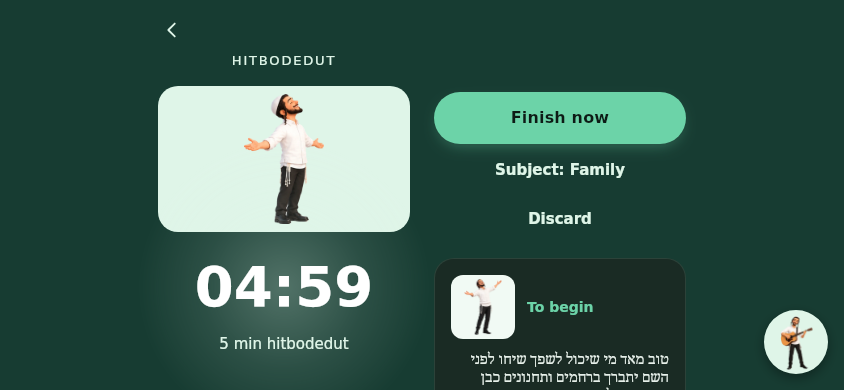 HITBODEDUT
04:59
5 min hitbodedut
Finish now
Subject: Family
Discard
To begin
טוב מאד מי שיכול לשפך שיחו לפני
השם יתברך ברחמים ותחנונים כבן